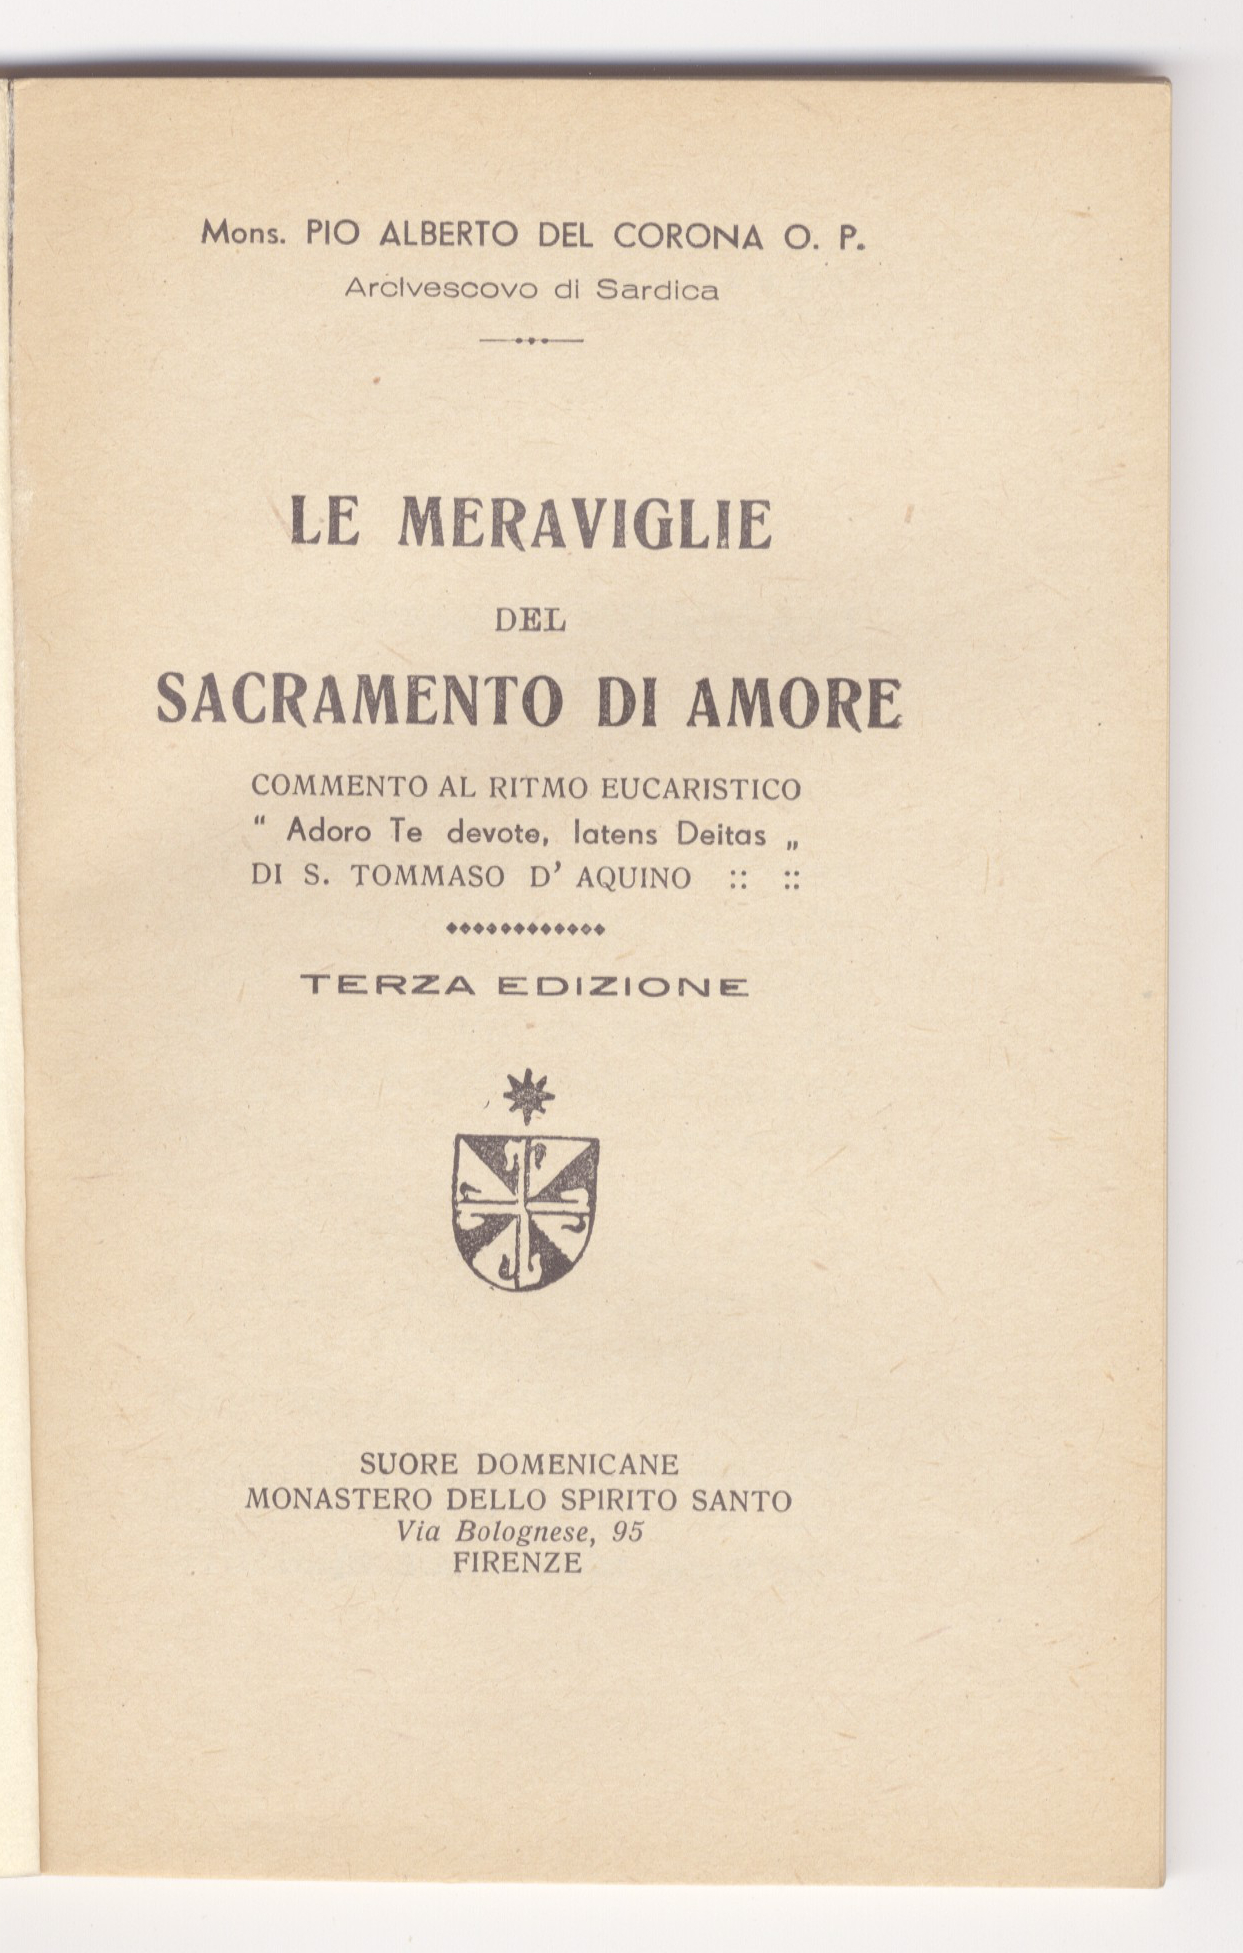 Mons. PIO ALBERTO DEL CORONA O. P.
Arcivescovo di Sardica
LE MERAVIGLIE
DEL
SACRAMENTO DI AMORE
COMMENTO AL RITMO EUCARISTICO
“ Adoro Te devote, latens Deitas „
DI S. TOMMASO D’ AQUINO :: ::
TERZA EDIZIONE
SUORE DOMENICANE
MONASTERO DELLO SPIRITO SANTO
Via Bolognese, 95
FIRENZE